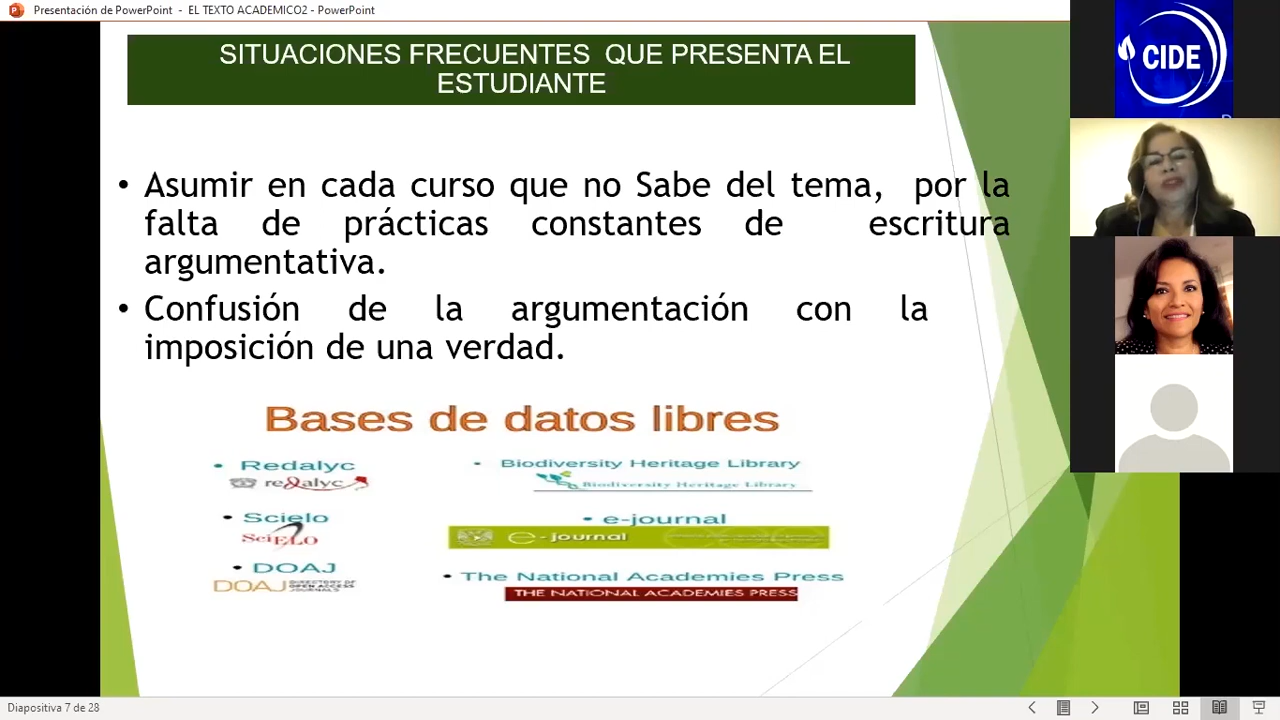 Presentación de PowerPoint - EL TEXTO ACADEMICO2 - PowerPoint
SITUACIONES FRECUENTES QUE PRESENTA EL
ESTUDIANTE
CIDE
• Asumir en cada curso que no Sabe del tema, por la
falta de prácticas constantes de escritura
argumentativa.
• Confusión de la argumentación con la
imposición de una verdad.
Bases de datos libres
• Redalyc
redalyc
• Scielo
SciELO
• DOAJ
DOAJ DIRECTORY OF
OPEN ACCESS
JOURNALS
• Biodiversity Heritage Library
Biodiversity Heritage Library
• e-journal
e-journal
• The National Academies Press
THE NATIONAL ACADEMIES PRESS
Diapositiva 7 de 28